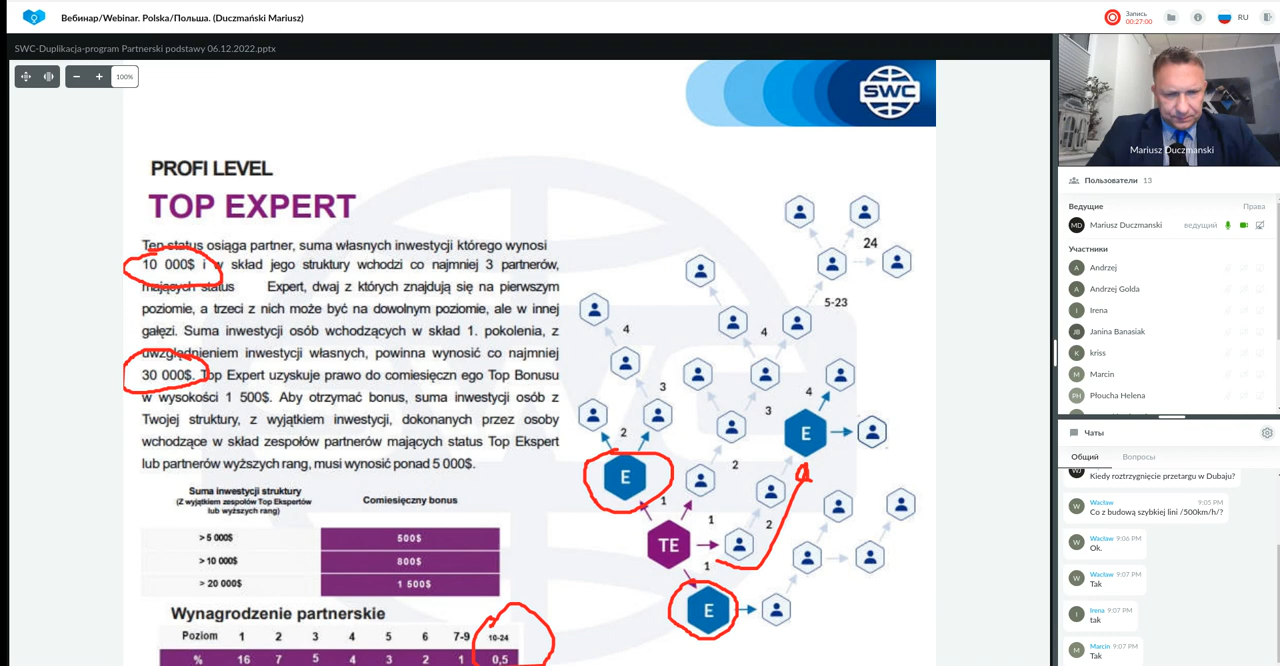 Вебинар/Webinar. Polska/Польша. (Duczmański Mariusz)
Запись
00:27:00
RU
SWC-Duplikacja-program Partnerski podstawy 06.12.2022.pptx
100%
SWC
PROFI LEVEL
TOP EXPERT
Ten status osiąga partner, suma własnych inwestycji którego wynosi
10 000$ i w skład jego struktury wchodzi co najmniej 3 partnerów,
mających status Expert, dwaj z których znajdują się na pierwszym
poziomie, a trzeci z nich może być na dowolnym poziomie, ale w innej
gałęzi. Suma inwestycji osób wchodzących w skład 1. pokolenia, z
uwzględnieniem inwestycji własnych, powinna wynosić co najmniej
30 000$. Top Expert uzyskuje prawo do comiesięczn ego Top Bonusu
w wysokości 1 500$. Aby otrzymać bonus, suma inwestycji osób z
Twojej struktury, z wyjątkiem inwestycji, dokonanych przez osoby
wchodzące w skład zespołów partnerów mających status Top Ekspert
lub partnerów wyższych rang, musi wynosić ponad 5 000$.
Suma inwestycji struktury
(Z wyjątkiem zespołów Top Ekspertów
lub wyższych rang)
Comiesięczny bonus
> 5 000$ 500$
> 10 000$ 800$
> 20 000$ 1 500$
Wynagrodzenie partnerskie
Poziom 1 2 3 4 5 6 7-9 10-24
% 16 7 5 4 3 2 1 0,5
24
5-23
4
4
3
4
3
E
2
2
E
1
1
2
TE
1
E
Mariusz Duczmanski
Пользователи 13
Ведущие Права
MD Mariusz Duczmanski ведущий
Участники
A Andrzej
A Andrzej Golda
I Irena
JB Janina Banasiak
K kriss
M Marcin
PH Płoucha Helena
Чаты
Общий Вопросы
Kiedy roztrzygnięcie przetargu w Dubaju?
W Wacław 9:05 PM
Co z budową szybkiej lini /500km/h/?
W Wacław 9:06 PM
Ok.
W Wacław 9:07 PM
Tak
I Irena 9:07 PM
tak
M Marcin 9:07 PM
Tak